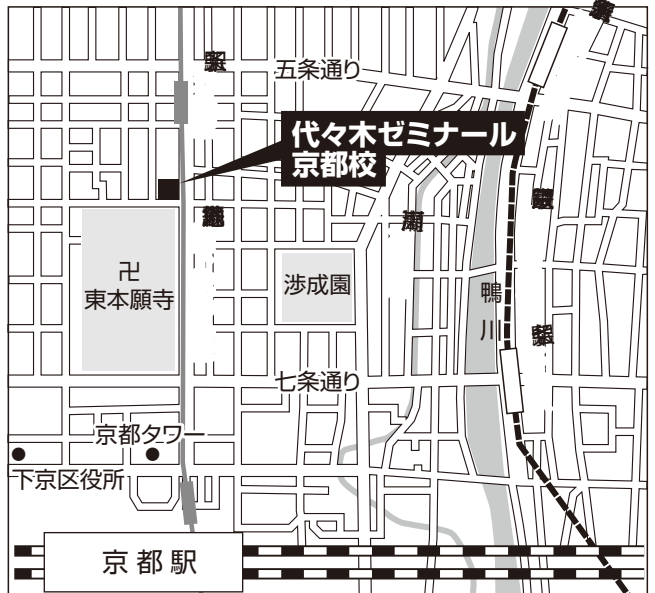 五条通り
代々木ゼミナール
京都校
卍
東本願寺
渉成園
鴨川
七条通り
京都タワー
下京区役所
京都駅